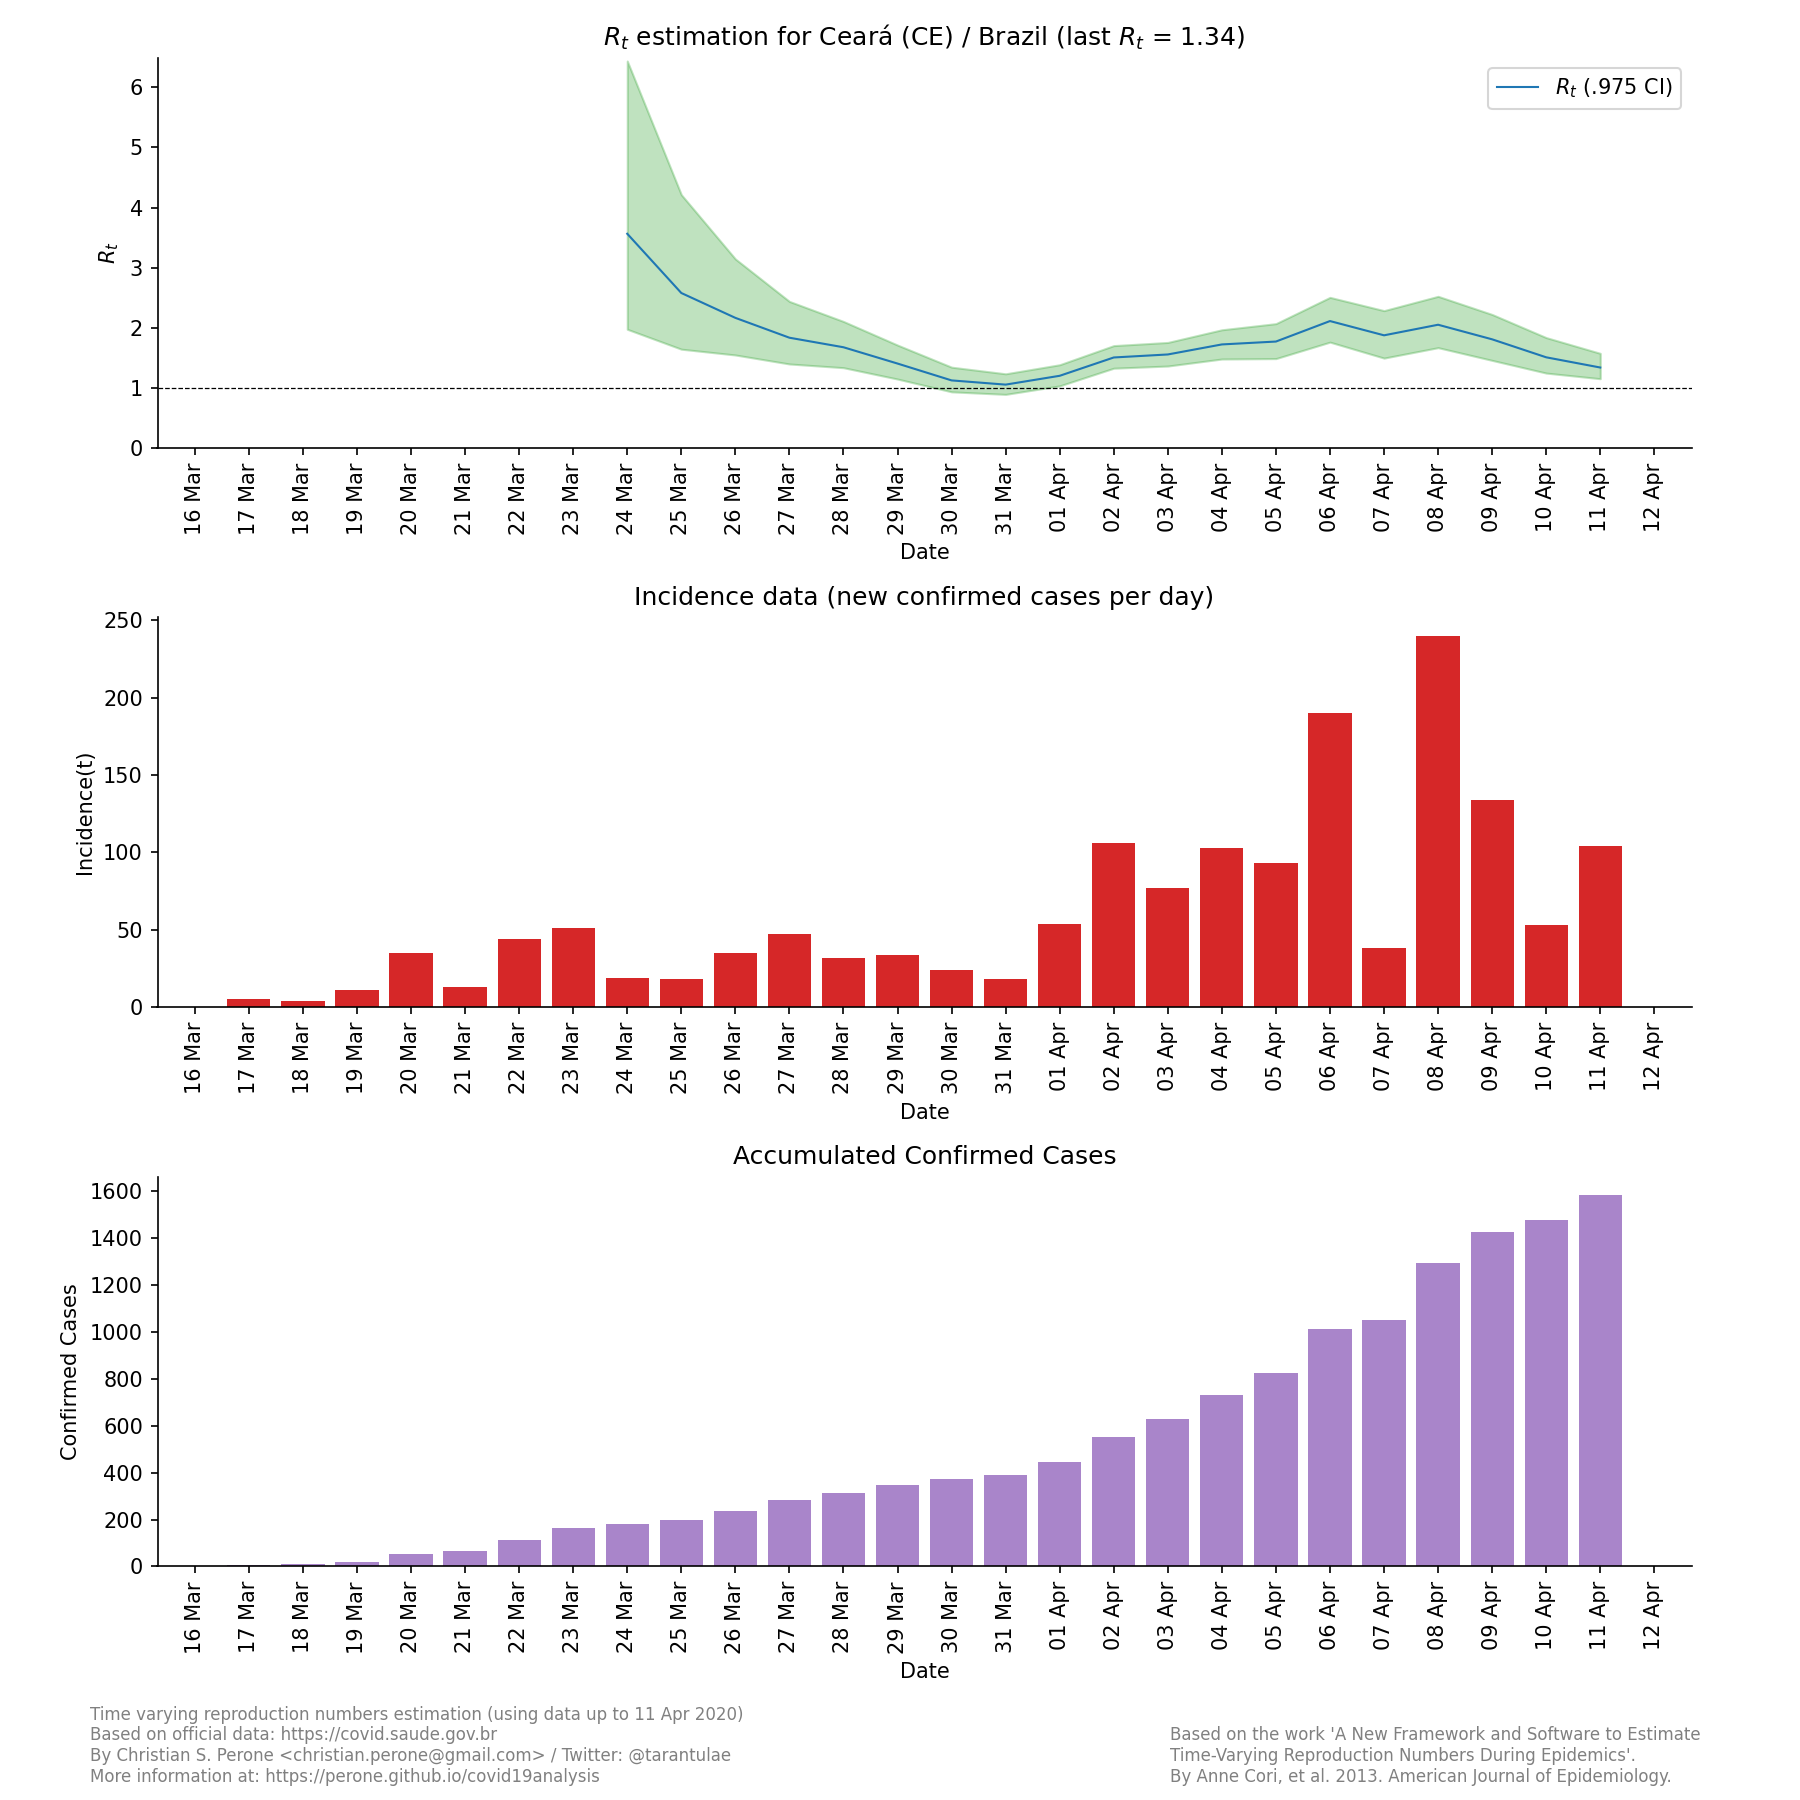 R_t estimation for Ceará (CE) / Brazil (last R_t = 1.34)
R_t (.975 CI)
6
5
4
3
2
1
0
R_t
16 Mar
17 Mar
18 Mar
19 Mar
20 Mar
21 Mar
22 Mar
23 Mar
24 Mar
25 Mar
26 Mar
27 Mar
28 Mar
29 Mar
30 Mar
31 Mar
01 Apr
02 Apr
03 Apr
04 Apr
05 Apr
06 Apr
07 Apr
08 Apr
09 Apr
10 Apr
11 Apr
12 Apr
Date
Incidence data (new confirmed cases per day)
250
200
150
100
50
0
Incidence(t)
16 Mar
17 Mar
18 Mar
19 Mar
20 Mar
21 Mar
22 Mar
23 Mar
24 Mar
25 Mar
26 Mar
27 Mar
28 Mar
29 Mar
30 Mar
31 Mar
01 Apr
02 Apr
03 Apr
04 Apr
05 Apr
06 Apr
07 Apr
08 Apr
09 Apr
10 Apr
11 Apr
12 Apr
Date
Accumulated Confirmed Cases
1600
1400
1200
1000
800
600
400
200
0
Confirmed Cases
16 Mar
17 Mar
18 Mar
19 Mar
20 Mar
21 Mar
22 Mar
23 Mar
24 Mar
25 Mar
26 Mar
27 Mar
28 Mar
29 Mar
30 Mar
31 Mar
01 Apr
02 Apr
03 Apr
04 Apr
05 Apr
06 Apr
07 Apr
08 Apr
09 Apr
10 Apr
11 Apr
12 Apr
Date
Time varying reproduction numbers estimation (using data up to 11 Apr 2020)
Based on official data: https://covid.saude.gov.br
By Christian S. Perone <christian.perone@gmail.com> / Twitter: @tarantulae
More information at: https://perone.github.io/covid19analysis
Based on the work 'A New Framework and Software to Estimate
Time-Varying Reproduction Numbers During Epidemics'.
By Anne Cori, et al. 2013. American Journal of Epidemiology.